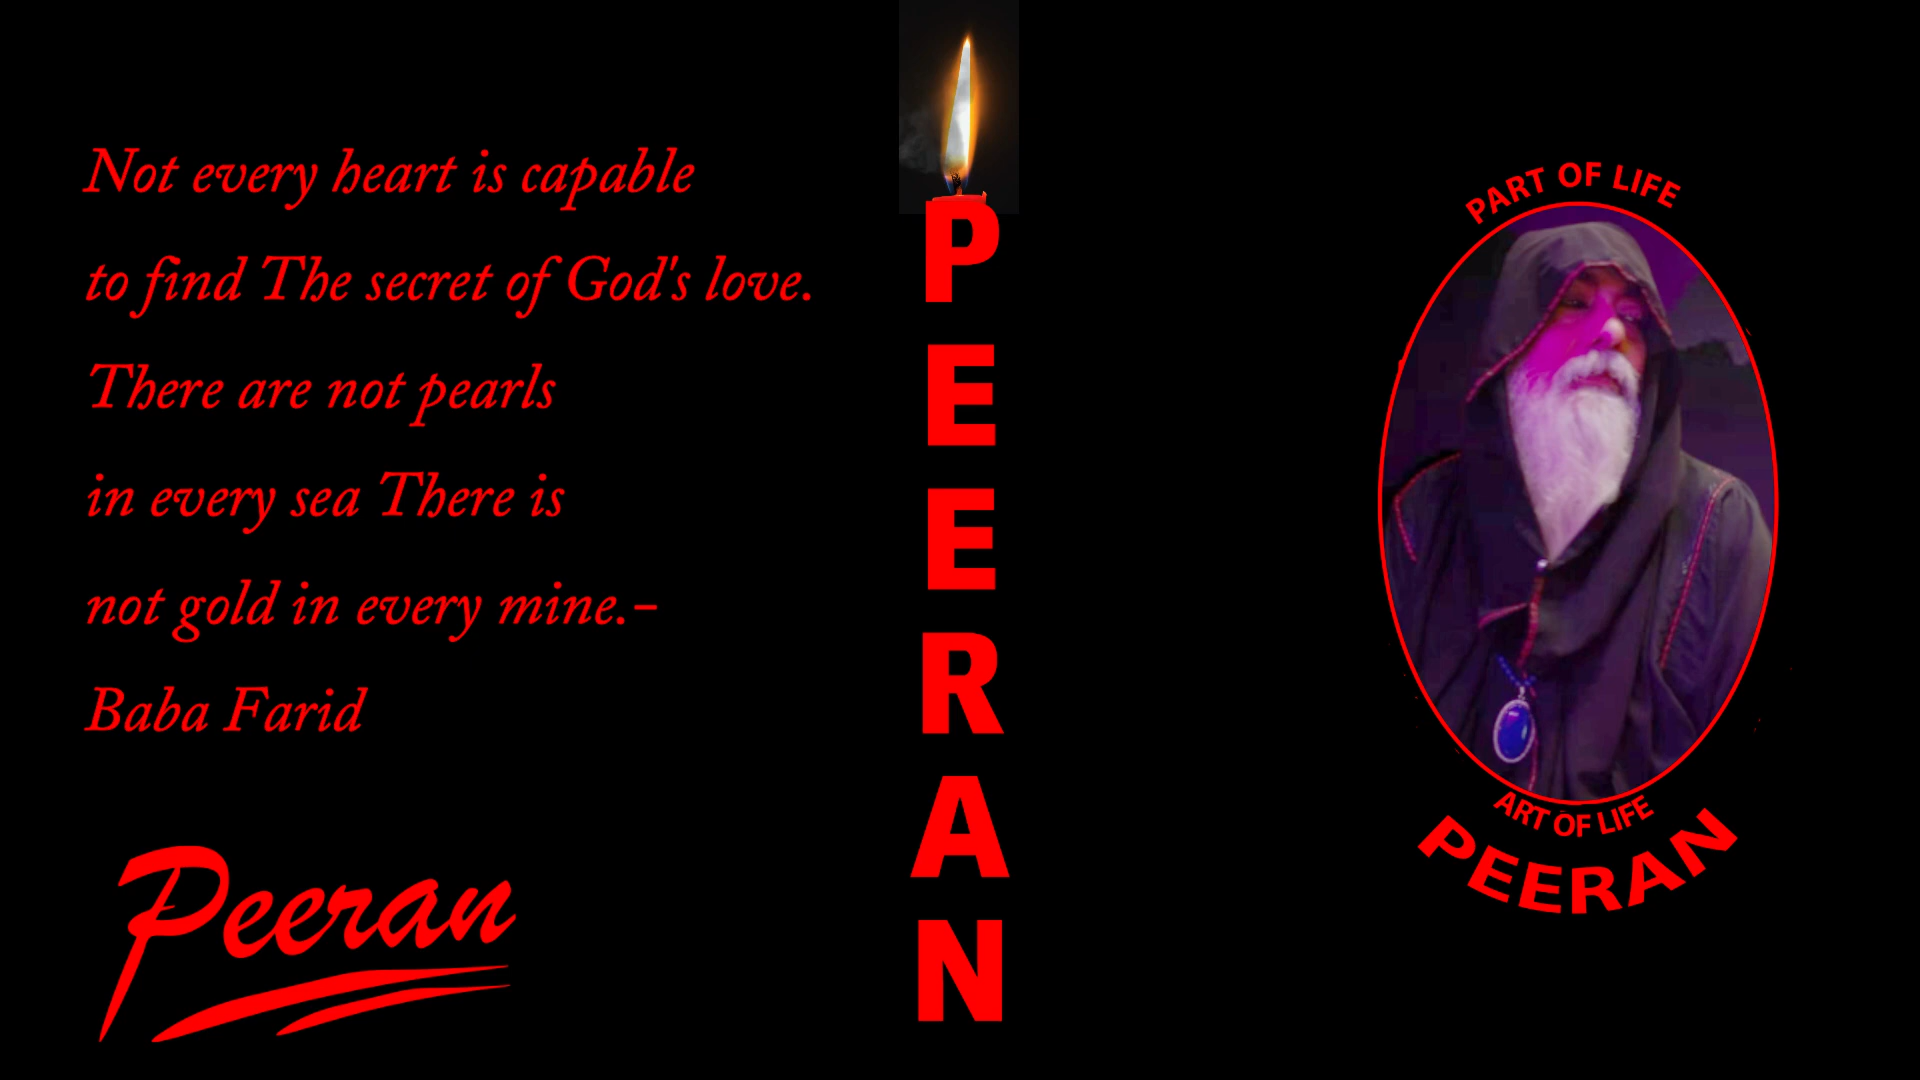 Not every heart is capable
to find The secret of God's love.
There are not pearls
in every sea There is
not gold in every mine.-
Baba Farid
Peeran
PEERAN
PART OF LIFE
ART OF LIFE
PEERAN